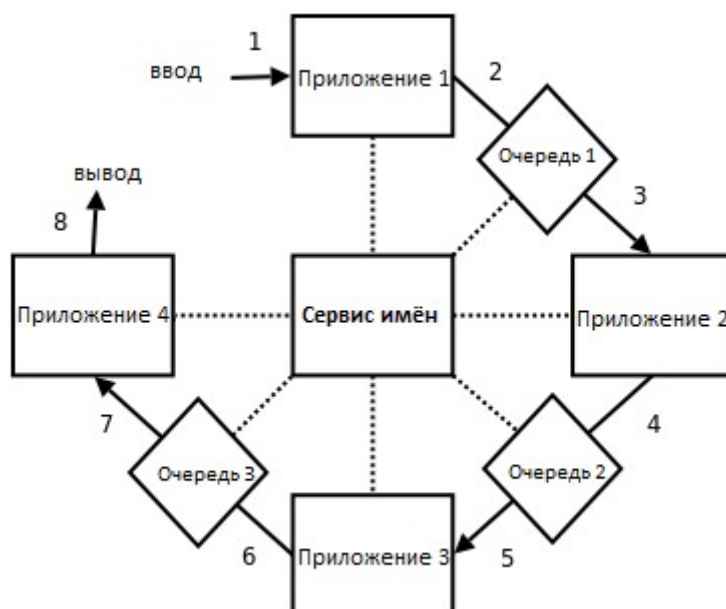 1
ввод
Приложение 1
2
Очередь 1
3
вывод
8
Приложение 4
Сервис имён
Приложение 2
7
4
Очередь 3
Очередь 2
6
Приложение 3
5